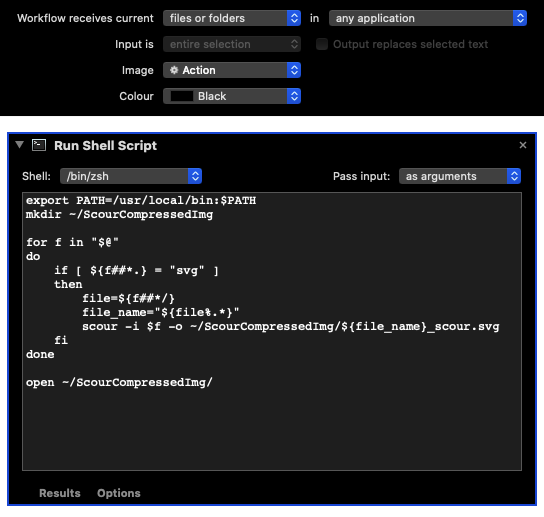 Workflow receives current files or folders in any application
Input is entire selection Output replaces selected text
Image Action
Colour Black
Run Shell Script
Shell: /bin/zsh Pass input: as arguments
export PATH=/usr/local/bin:$PATH
mkdir ~/ScourCompressedImg
for f in "$@"
do
    if [ ${f##*.} = "svg" ]
    then
        file=${f##*/}
        file_name="${file%.*}"
        scour -i $f -o ~/ScourCompressedImg/${file_name}_scour.svg
    fi
done
open ~/ScourCompressedImg/
Results Options